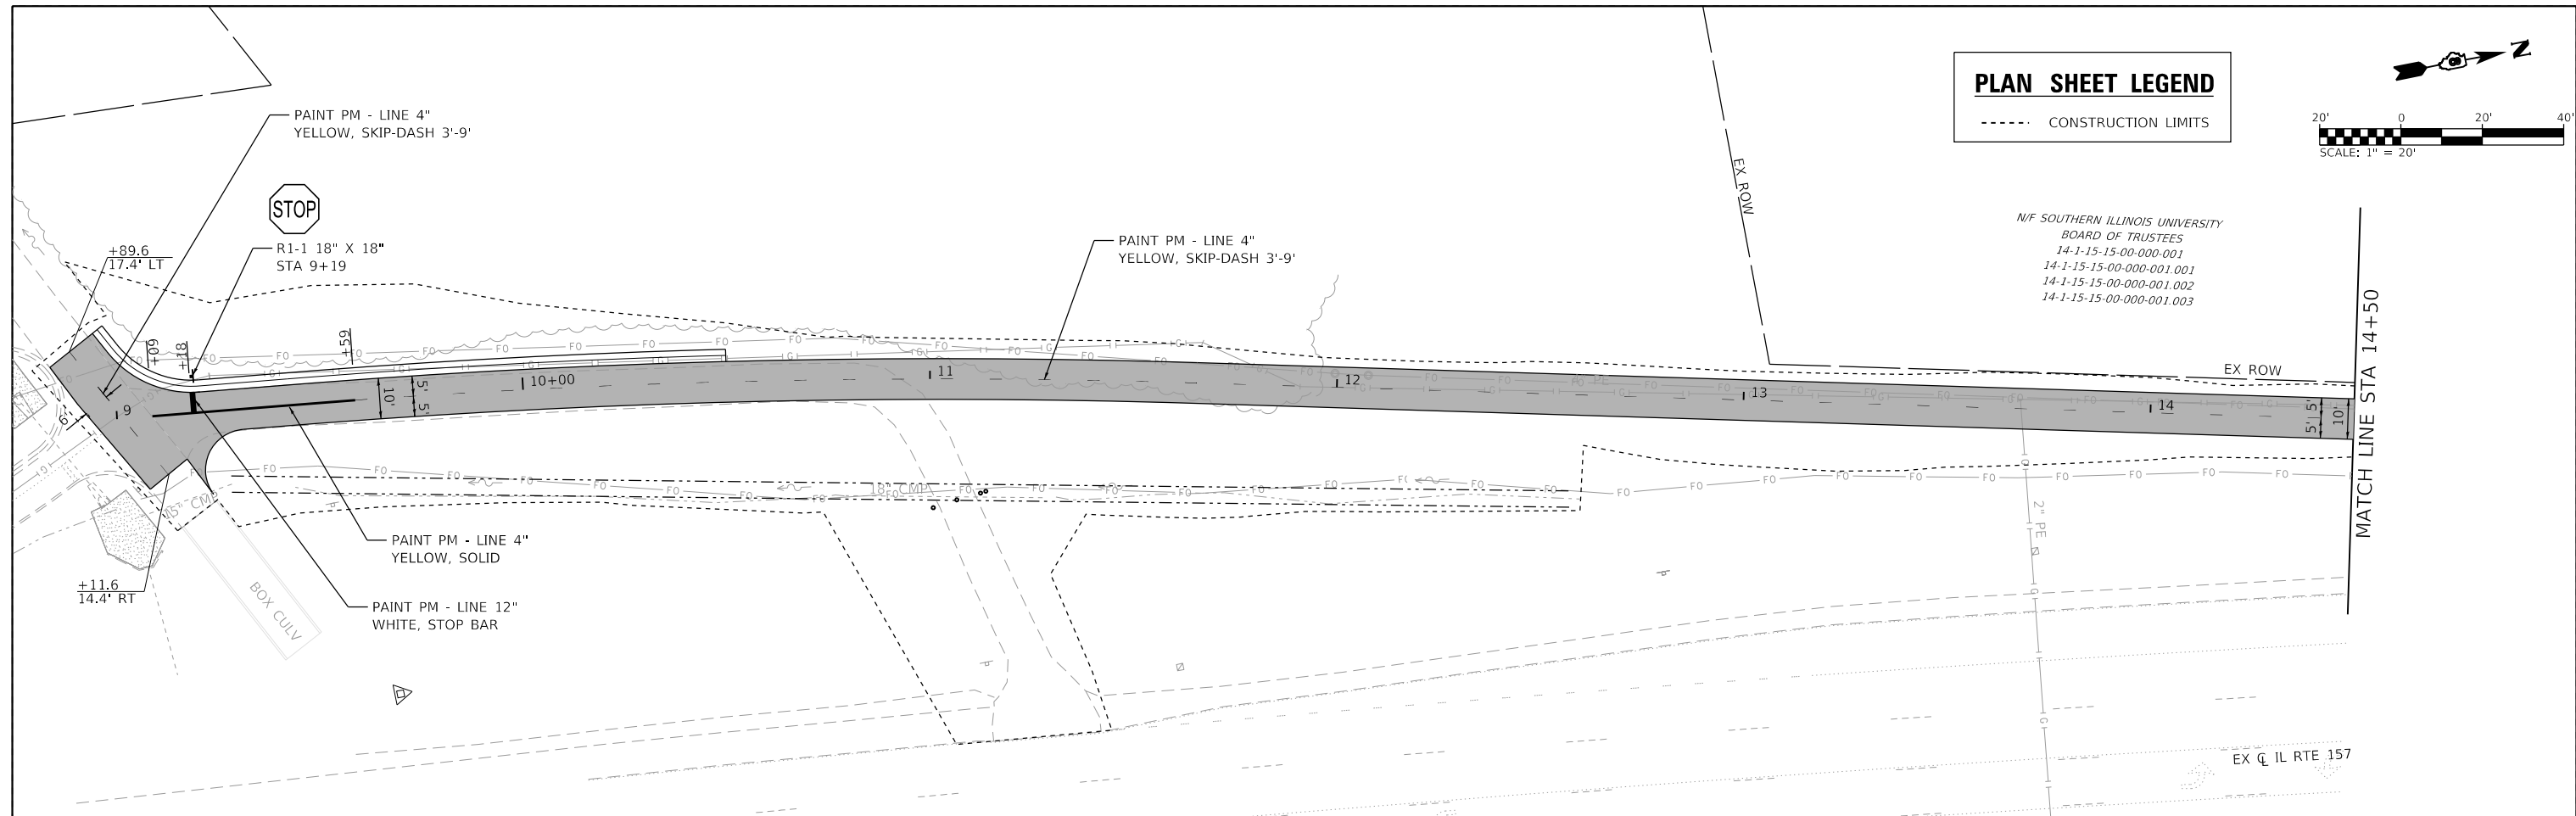 PAINT PM - LINE 4"
YELLOW, SKIP-DASH 3'-9'
STOP
R1-1 18" X 18"
STA 9+19
+89.6
17.4' LT
+09
+18
+59
PAINT PM - LINE 4"
YELLOW, SKIP-DASH 3'-9'
PLAN SHEET LEGEND
CONSTRUCTION LIMITS
N
20' 0 20' 40'
SCALE: 1" = 20'
EX ROW
N/F SOUTHERN ILLINOIS UNIVERSITY
BOARD OF TRUSTEES
14-1-15-15-00-000-001
14-1-15-15-00-000-001.001
14-1-15-15-00-000-001.002
14-1-15-15-00-000-001.003
EX ROW
MATCH LINE STA 14+50
9
10+00
11
12
13
14
6'
10'
5'
5'
5'
5'
10'
FO
G
18" CMP
15" CMP
2" PE
BOX CULV
PAINT PM - LINE 4"
YELLOW, SOLID
+11.6
14.4' RT
PAINT PM - LINE 12"
WHITE, STOP BAR
EX ℄ IL RTE 157